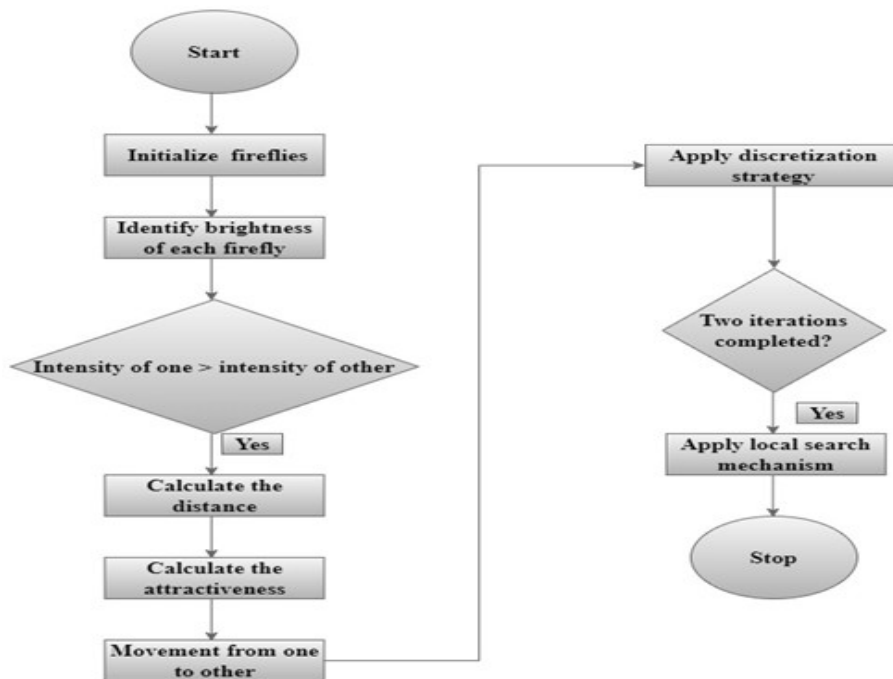 Start
Initialize fireflies
Identify brightness
of each firefly
Intensity of one > intensity of other
Yes
Calculate the
distance
Calculate the
attractiveness
Movement from one
to other
Apply discretization
strategy
Two iterations
completed?
Yes
Apply local search
mechanism
Stop